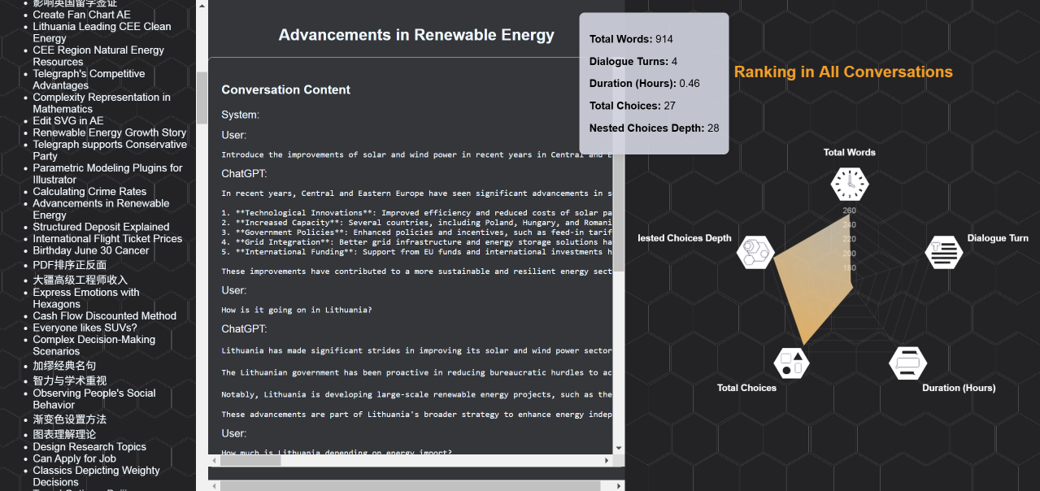 影响英国留学签证
Create Fan Chart AE
Lithuania Leading CEE Clean
Energy
CEE Region Natural Energy
Resources
Telegraph's Competitive
Advantages
Complexity Representation in
Mathematics
Edit SVG in AE
Renewable Energy Growth Story
Telegraph supports Conservative
Party
Parametric Modeling Plugins for
Illustrator
Calculating Crime Rates
Advancements in Renewable
Energy
Structured Deposit Explained
International Flight Ticket Prices
Birthday June 30 Cancer
PDF排序正反面
大疆高级工程师收入
Express Emotions with
Hexagons
Cash Flow Discounted Method
Everyone likes SUVs?
Complex Decision-Making
Scenarios
加缪经典名句
智力与学术重视
Observing People's Social
Behavior
渐变色设置方法
图表理解理论
Design Research Topics
Can Apply for Job
Classics Depicting Weighty
Decisions
Advancements in Renewable Energy
Conversation Content
System:
User:
Introduce the improvements of solar and wind power in recent years in Central and E
ChatGPT:
In recent years, Central and Eastern Europe have seen significant advancements in s
1. **Technological Innovations**: Improved efficiency and reduced costs of solar pa
2. **Increased Capacity**: Several countries, including Poland, Hungary, and Romani
3. **Government Policies**: Enhanced policies and incentives, such as feed-in tarif
4. **Grid Integration**: Better grid infrastructure and energy storage solutions ha
5. **International Funding**: Support from EU funds and international investments h
These improvements have contributed to a more sustainable and resilient energy sect
User:
How is it going on in Lithuania?
ChatGPT:
Lithuania has made significant strides in improving its solar and wind power sector
The Lithuanian government has been proactive in reducing bureaucratic hurdles to ac
Notably, Lithuania is developing large-scale renewable energy projects, such as the
These advancements are part of Lithuania's broader strategy to enhance energy indep
User:
How much is Lithuania depending on energy import?
Total Words: 914
Dialogue Turns: 4
Duration (Hours): 0.46
Total Choices: 27
Nested Choices Depth: 28
Ranking in All Conversations
Total Words
260
240
220
200
180
lested Choices Depth
Dialogue Turn
Total Choices
Duration (Hours)